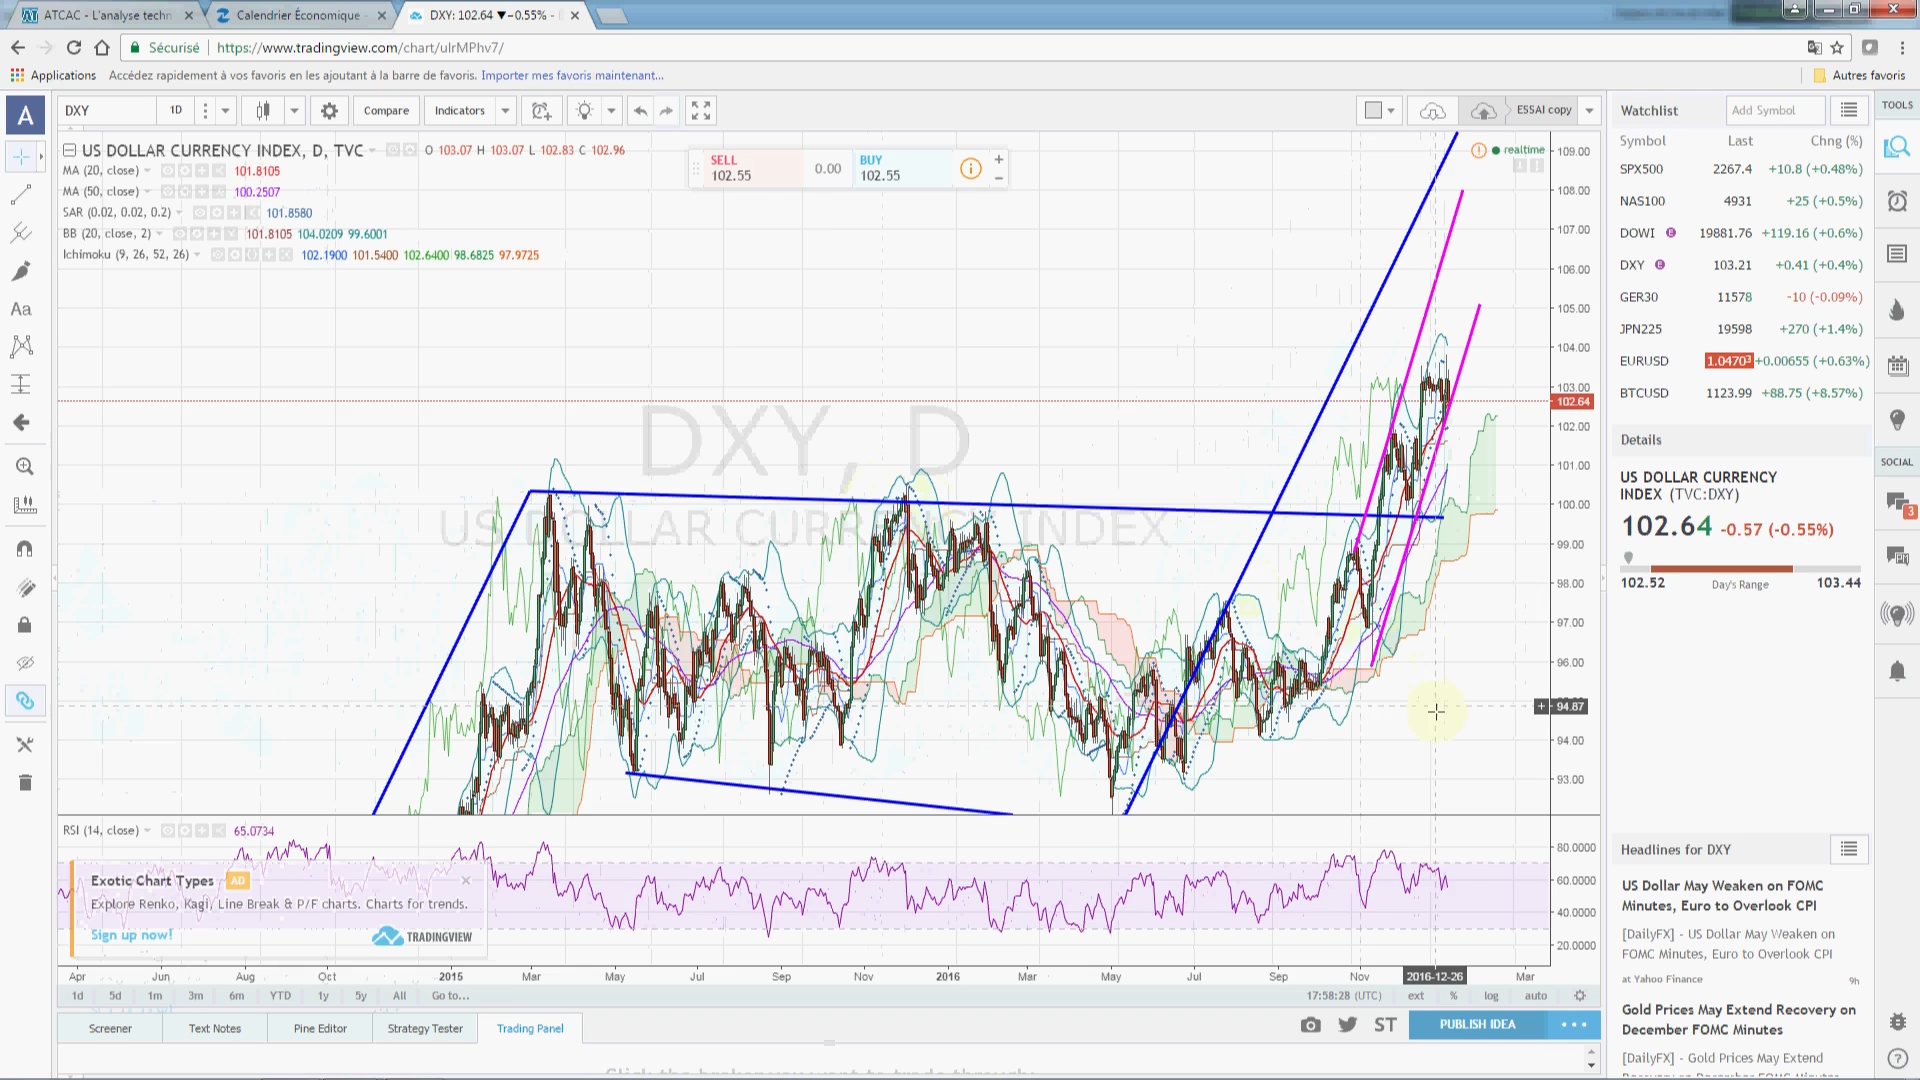 ATCAC - L'analyse techn
Calendrier Économique -
DXY: 102.64 ▼−0.55% -
Sécurisé https://www.tradingview.com/chart/ulrMPhv7/
Applications Accédez rapidement à vos favoris en les ajoutant à la barre de favoris. Importer mes favoris maintenant... Autres favoris
DXY 1D Compare Indicators ESSAI copy
US DOLLAR CURRENCY INDEX, D, TVC O 103.07 H 103.07 L 102.83 C 102.96
MA (20, close) 101.8105
MA (50, close) 100.2507
SAR (0.02, 0.02, 0.2) 101.8580
BB (20, close, 2) 101.8105 104.0209 99.6001
Ichimoku (9, 26, 52, 26) 102.1900 101.5400 102.6400 98.6825 97.9725
SELL
102.55
0.00
BUY
102.55
realtime
DXY, D
US DOLLAR CURRENCY INDEX
109.00
108.00
107.00
106.00
105.00
104.00
103.00
102.64
102.00
101.00
100.00
99.00
98.00
97.00
96.00
94.87
94.00
93.00
RSI (14, close) 65.0734
80.0000
60.0000
40.0000
20.0000
Exotic Chart Types AD
Explore Renko, Kagi, Line Break & P/F charts. Charts for trends.
Sign up now!
TRADINGVIEW
Apr Jun Aug Oct 2015 Mar May Jul Sep Nov 2016 Mar May Jul Sep Nov 2016-12-26 Mar
1d 5d 1m 3m 6m YTD 1y 5y All Go to... 17:58:28 (UTC) ext % log auto
Screener Text Notes Pine Editor Strategy Tester Trading Panel ST PUBLISH IDEA
Watchlist Add Symbol
Symbol Last Chng (%)
SPX500 2267.4 +10.8 (+0.48%)
NAS100 4931 +25 (+0.5%)
DOWI 19881.76 +119.16 (+0.6%)
DXY 103.21 +0.41 (+0.4%)
GER30 11578 -10 (-0.09%)
JPN225 19598 +270 (+1.4%)
EURUSD 1.04703 +0.00655 (+0.63%)
BTCUSD 1123.99 +88.75 (+8.57%)
Details
US DOLLAR CURRENCY
INDEX (TVC:DXY)
102.64 -0.57 (-0.55%)
102.52 Day's Range 103.44
Headlines for DXY
US Dollar May Weaken on FOMC
Minutes, Euro to Overlook CPI
[DailyFX] - US Dollar May Weaken on
FOMC Minutes, Euro to Overlook CPI
at Yahoo Finance 9h
Gold Prices May Extend Recovery on
December FOMC Minutes
[DailyFX] - Gold Prices May Extend
TOOLS
SOCIAL
3